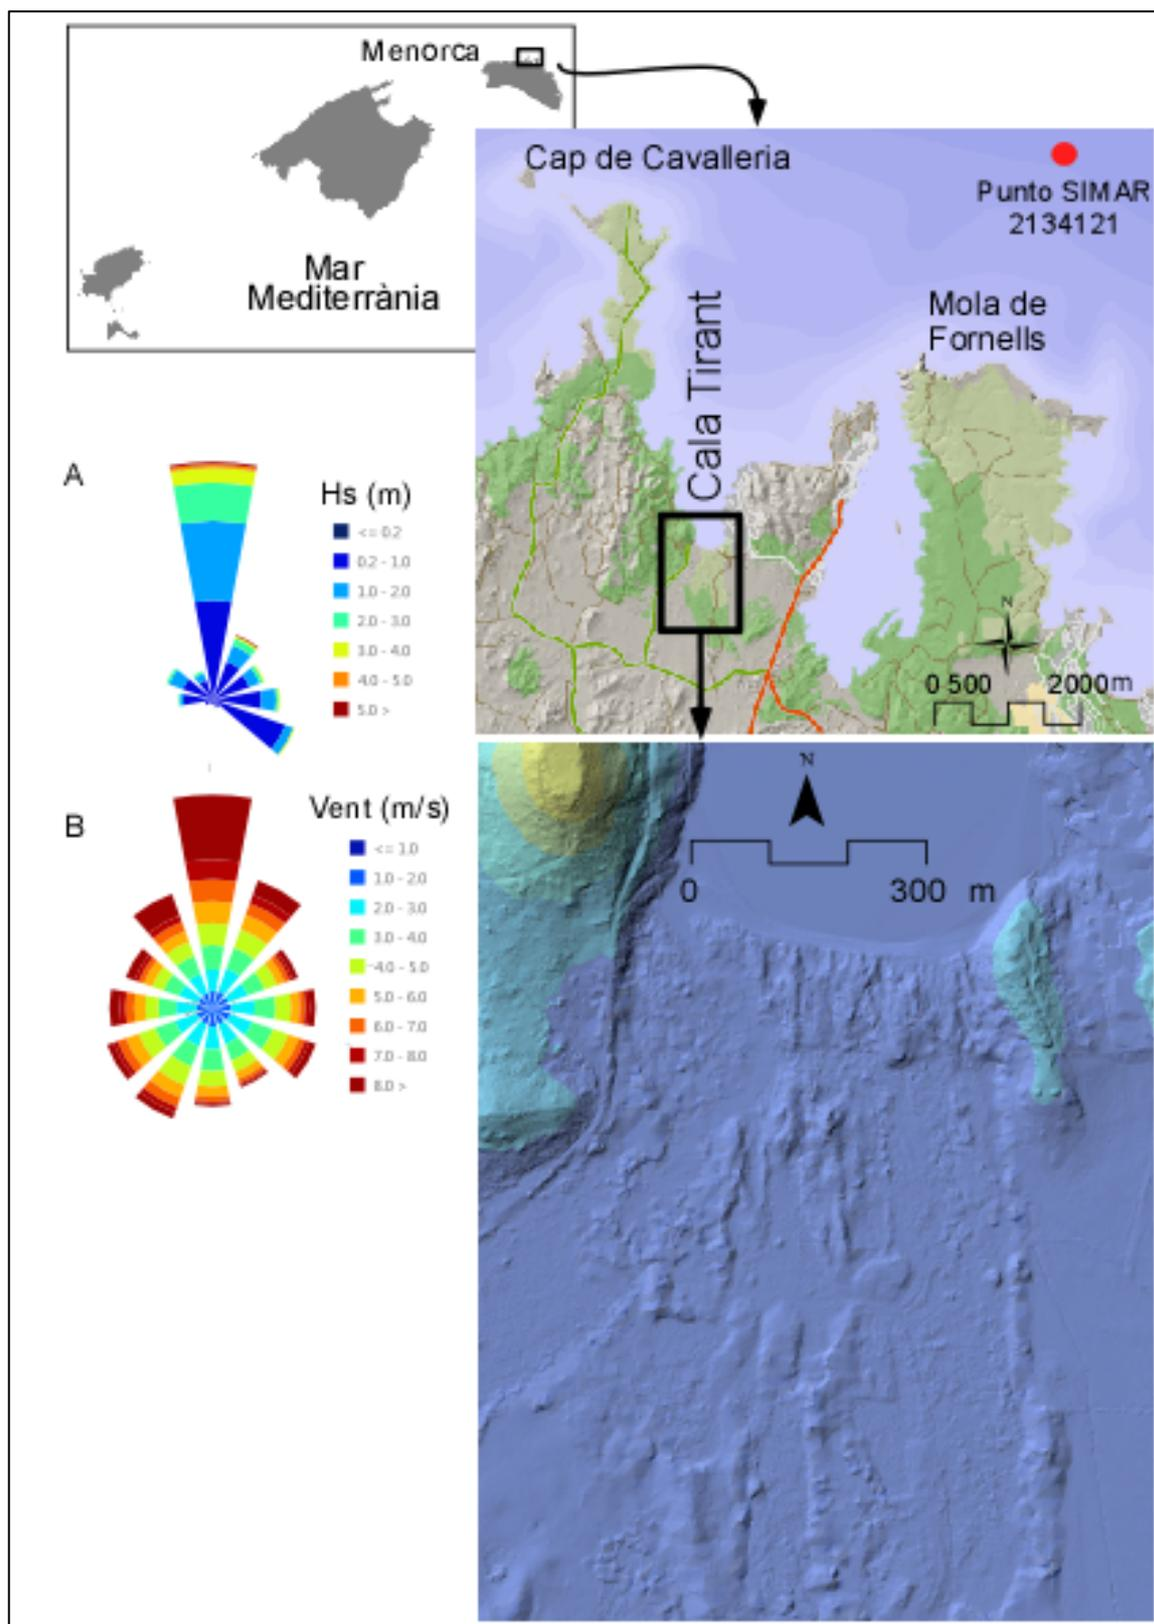 Menorca
Mar
Mediterrània
Cap de Cavalleria
Punto SIMAR
2134121
Mola de
Fornells
Cala Tirant
N
0 500 2000m
A
Hs (m)
<= 0.2
0.2 - 1.0
1.0 - 2.0
2.0 - 3.0
3.0 - 4.0
4.0 - 5.0
5.0 >
B
Vent (m/s)
<= 1.0
1.0 - 2.0
2.0 - 3.0
3.0 - 4.0
4.0 - 5.0
5.0 - 6.0
6.0 - 7.0
7.0 - 8.0
8.0 >
N
0 300 m